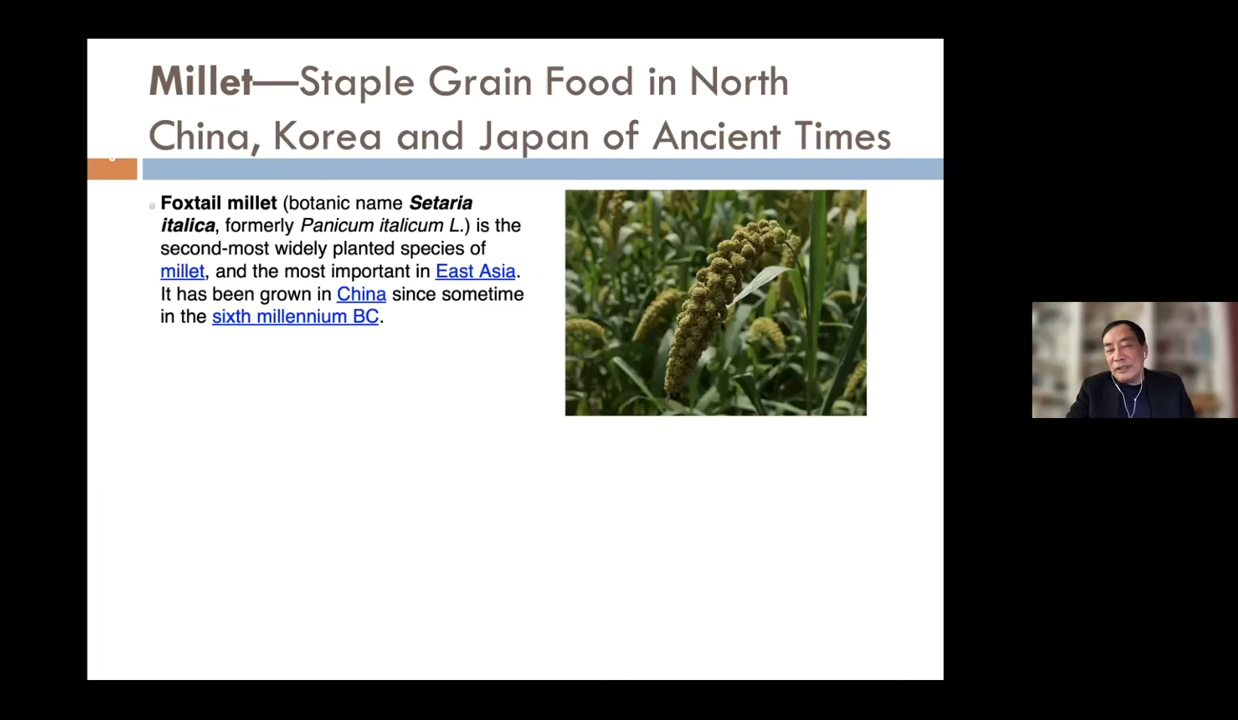 Millet—Staple Grain Food in North
China, Korea and Japan of Ancient Times
Foxtail millet (botanic name Setaria
italica, formerly Panicum italicum L.) is the
second-most widely planted species of
millet, and the most important in East Asia.
It has been grown in China since sometime
in the sixth millennium BC.